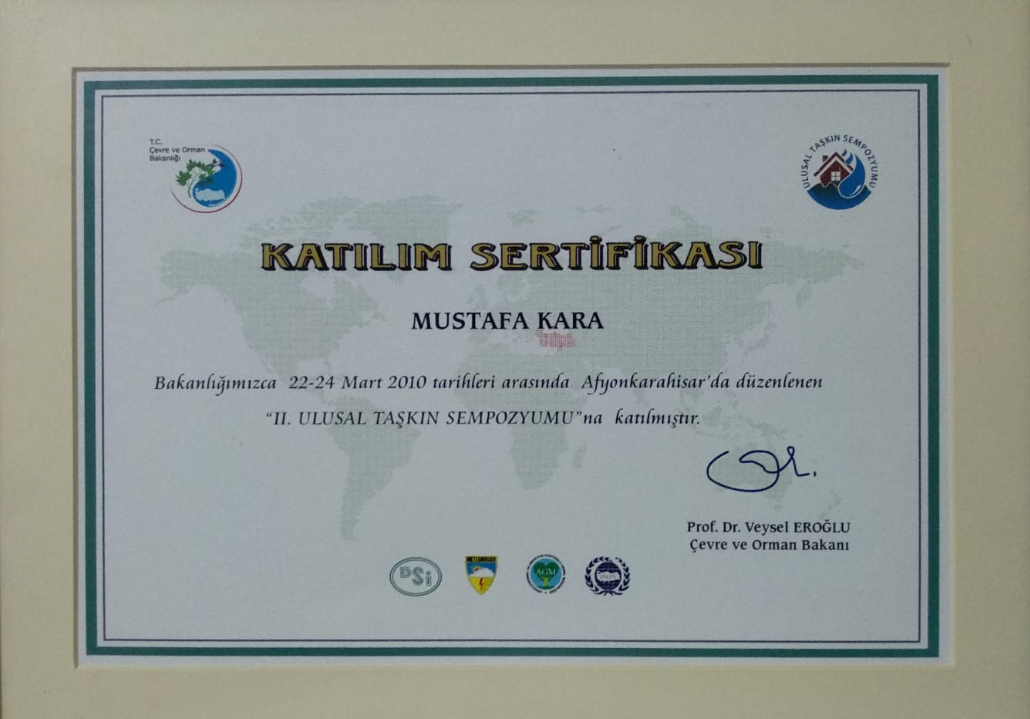 T.C.
Çevre ve Orman
Bakanlığı
ULUSAL TAŞKIN SEMPOZYUMU
KATILIM SERTİFİKASI
MUSTAFA KARA
Bakanlığımızca 22-24 Mart 2010 tarihleri arasında Afyonkarahisar'da düzenlenen
"II. ULUSAL TAŞKIN SEMPOZYUMU"na katılmıştır.
Prof. Dr. Veysel EROĞLU
Çevre ve Orman Bakanı
DSİ
METEOROLOJİ
AGM